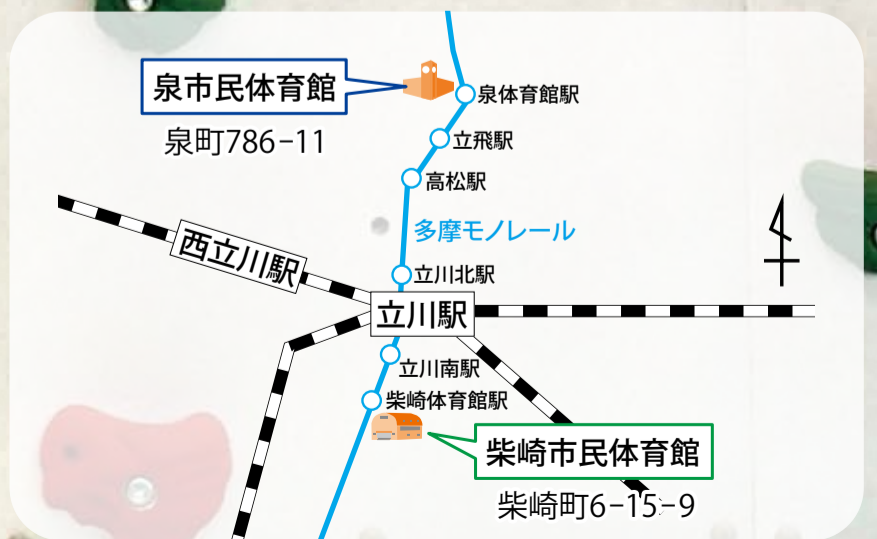 泉市民体育館
泉町786-11
泉体育館駅
立飛駅
高松駅
多摩モノレール
西立川駅
立川北駅
立川駅
立川南駅
柴崎体育館駅
柴崎市民体育館
柴崎町6-15-9